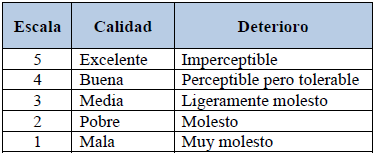 Escala Calidad Deterioro
5 Excelente Imperceptible
4 Buena Perceptible pero tolerable
3 Media Ligeramente molesto
2 Pobre Molesto
1 Mala Muy molesto